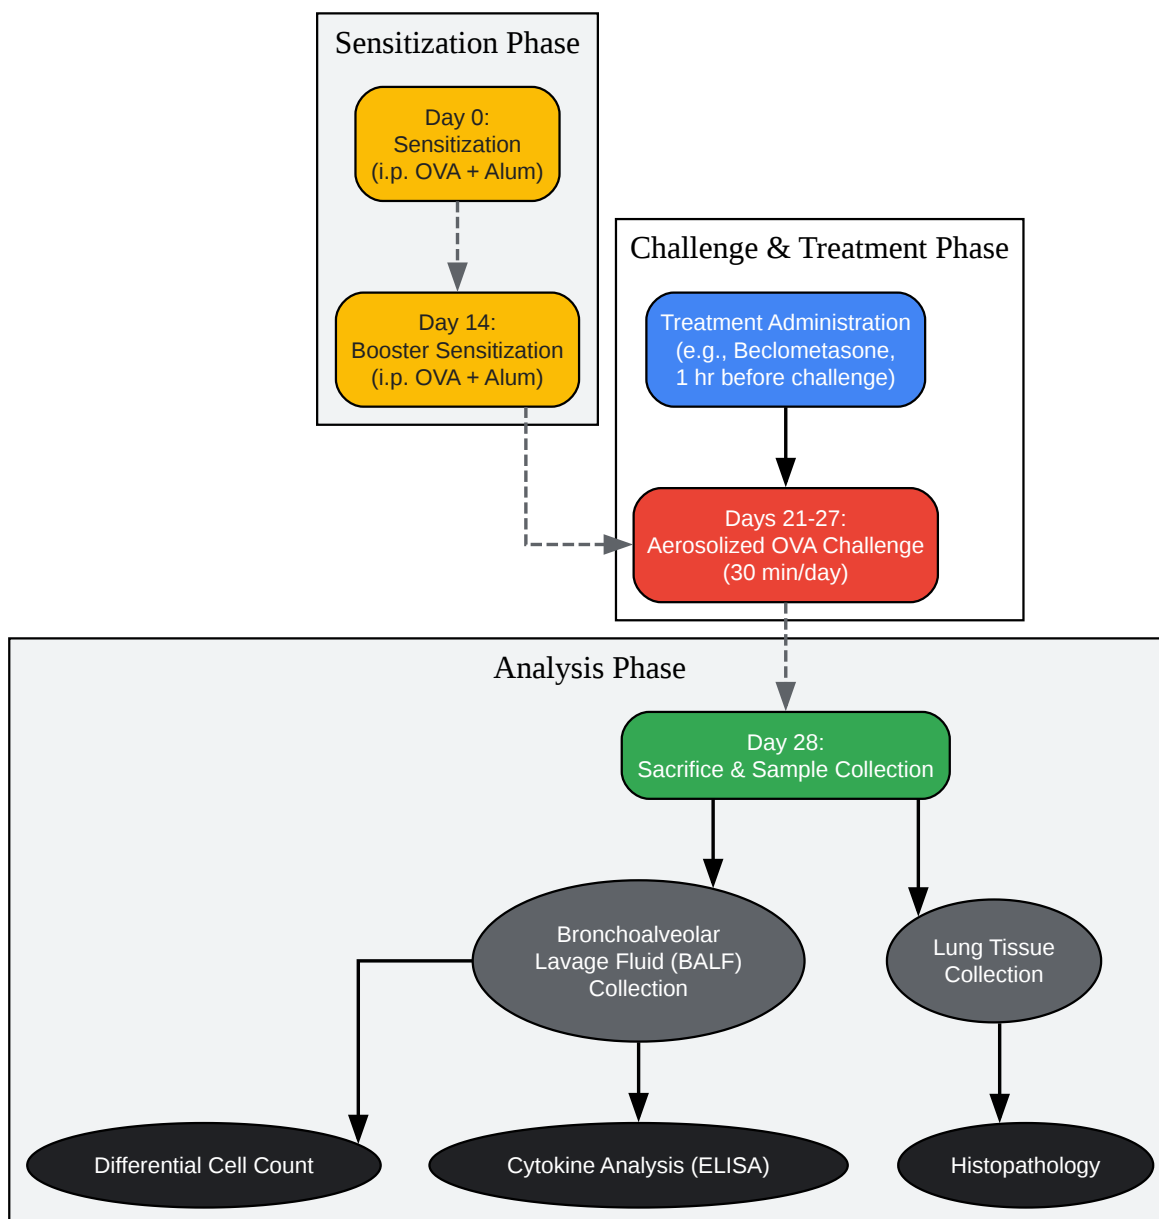 Sensitization Phase
Day 0:
Sensitization
(i.p. OVA + Alum)
Day 14:
Booster Sensitization
(i.p. OVA + Alum)
Challenge & Treatment Phase
Treatment Administration
(e.g., Beclometasone,
1 hr before challenge)
Days 21-27:
Aerosolized OVA Challenge
(30 min/day)
Analysis Phase
Day 28:
Sacrifice & Sample Collection
Bronchoalveolar
Lavage Fluid (BALF)
Collection
Lung Tissue
Collection
Differential Cell Count
Cytokine Analysis (ELISA)
Histopathology